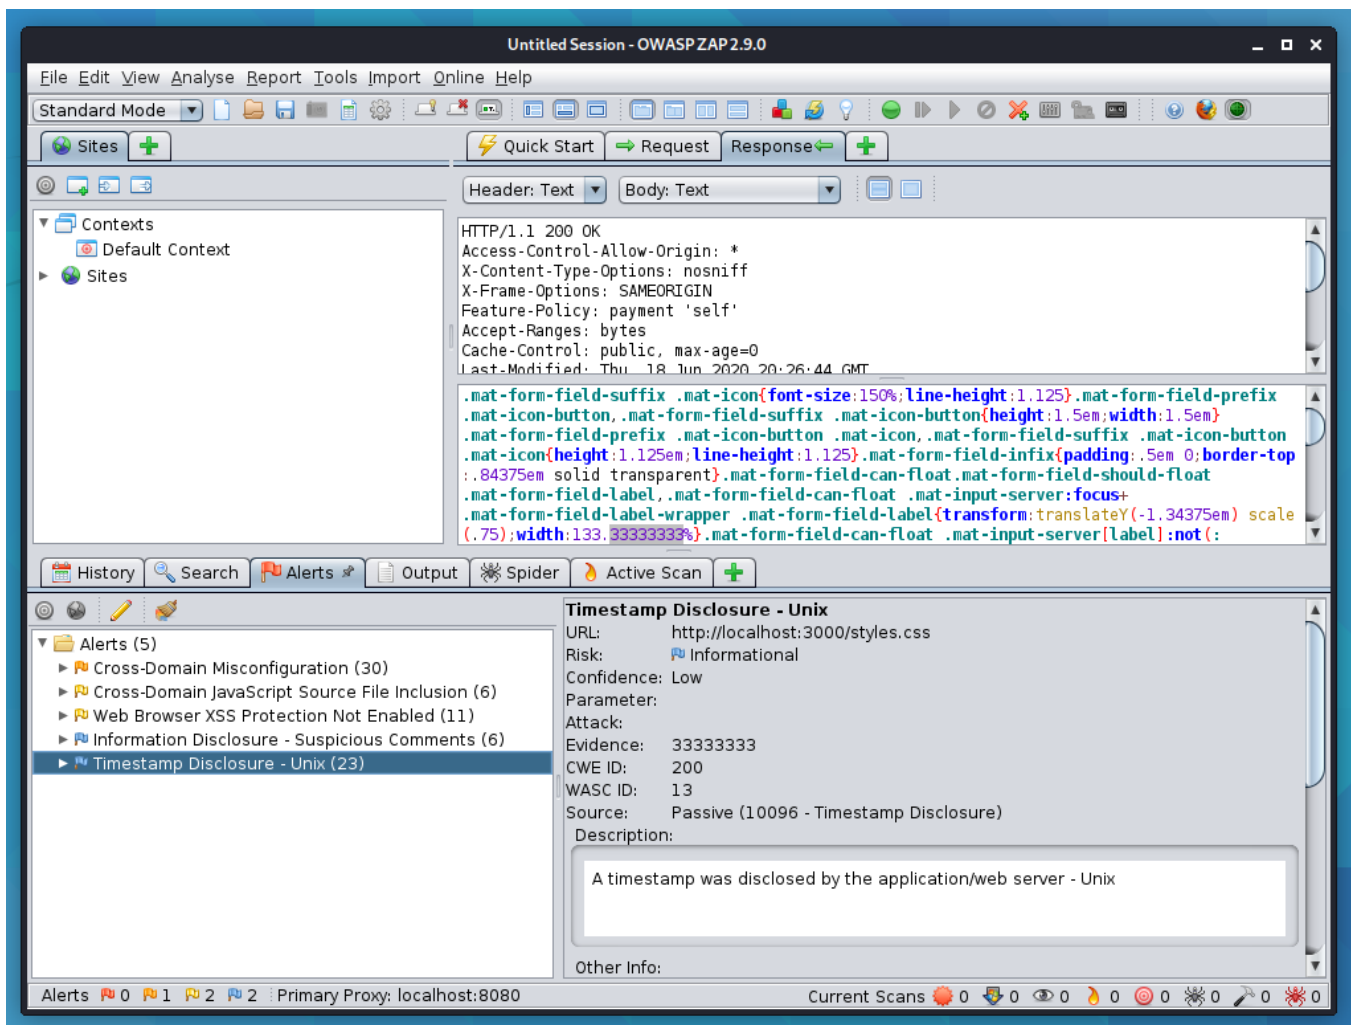 Untitled Session - OWASP ZAP 2.9.0
File Edit View Analyse Report Tools Import Online Help
Standard Mode
Sites
Quick Start
Request
Response
Header: Text
Body: Text
Contexts
Default Context
Sites
HTTP/1.1 200 OK
Access-Control-Allow-Origin: *
X-Content-Type-Options: nosniff
X-Frame-Options: SAMEORIGIN
Feature-Policy: payment 'self'
Accept-Ranges: bytes
Cache-Control: public, max-age=0
Last-Modified: Thu, 18 Jun 2020 20:26:44 GMT
.mat-form-field-suffix .mat-icon{font-size:150%;line-height:1.125}.mat-form-field-prefix
.mat-icon-button,.mat-form-field-suffix .mat-icon-button{height:1.5em;width:1.5em}
.mat-form-field-prefix .mat-icon-button .mat-icon,.mat-form-field-suffix .mat-icon-button
.mat-icon{height:1.125em;line-height:1.125}.mat-form-field-infix{padding:.5em 0;border-top
:.84375em solid transparent}.mat-form-field-can-float.mat-form-field-should-float
.mat-form-field-label,.mat-form-field-can-float .mat-input-server:focus+
.mat-form-field-label-wrapper .mat-form-field-label{transform:translateY(-1.34375em) scale
(.75);width:133.33333333%}.mat-form-field-can-float .mat-input-server[label]:not(:
History
Search
Alerts
Output
Spider
Active Scan
Alerts (5)
Cross-Domain Misconfiguration (30)
Cross-Domain JavaScript Source File Inclusion (6)
Web Browser XSS Protection Not Enabled (11)
Information Disclosure - Suspicious Comments (6)
Timestamp Disclosure - Unix (23)
Timestamp Disclosure - Unix
URL: http://localhost:3000/styles.css
Risk: Informational
Confidence: Low
Parameter:
Attack:
Evidence: 33333333
CWE ID: 200
WASC ID: 13
Source: Passive (10096 - Timestamp Disclosure)
Description:
A timestamp was disclosed by the application/web server - Unix
Other Info:
Alerts 0 1 2 2 Primary Proxy: localhost:8080
Current Scans 0 0 0 0 0 0 0 0